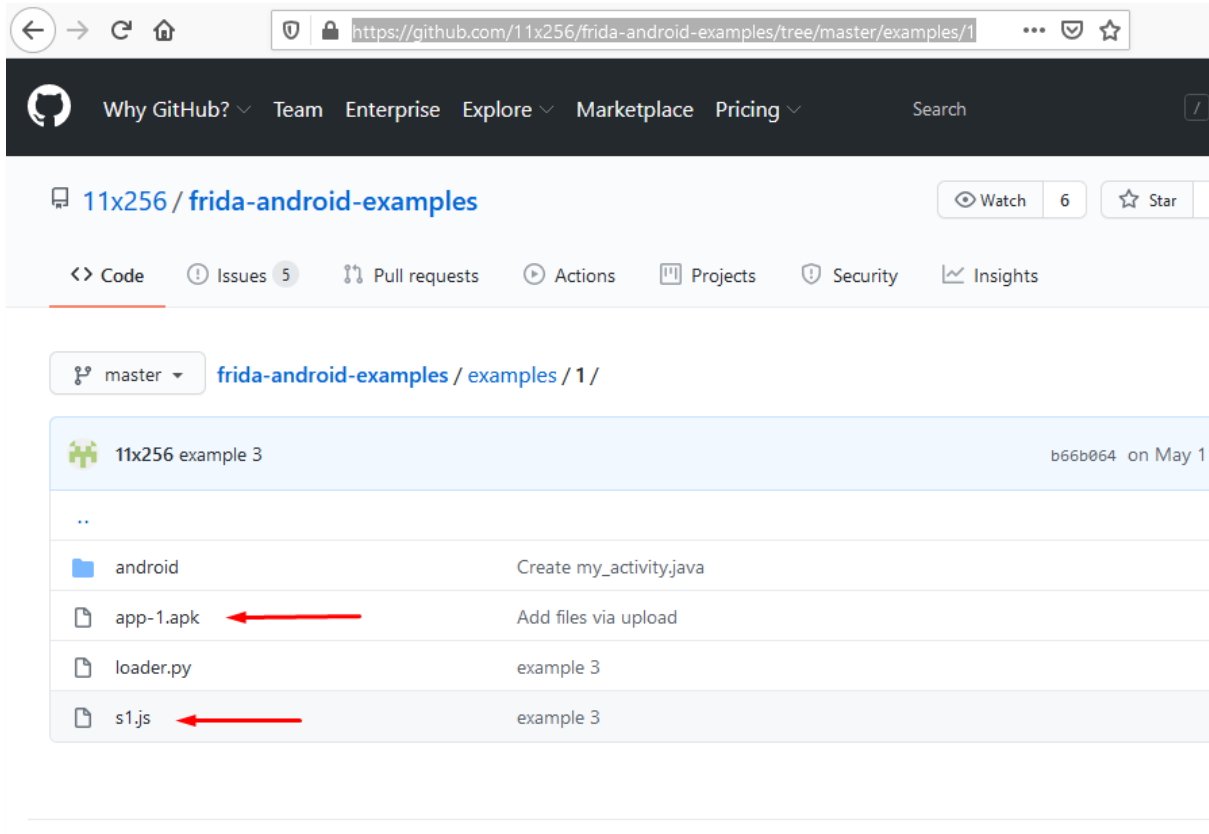 https://github.com/11x256/frida-android-examples/tree/master/examples/1
Why GitHub? Team Enterprise Explore Marketplace Pricing Search /
11x256 / frida-android-examples Watch 6 Star
Code Issues 5 Pull requests Actions Projects Security Insights
master frida-android-examples / examples / 1 /
11x256 example 3 b66b064 on May 1
..
android Create my_activity.java
app-1.apk Add files via upload
loader.py example 3
s1.js example 3